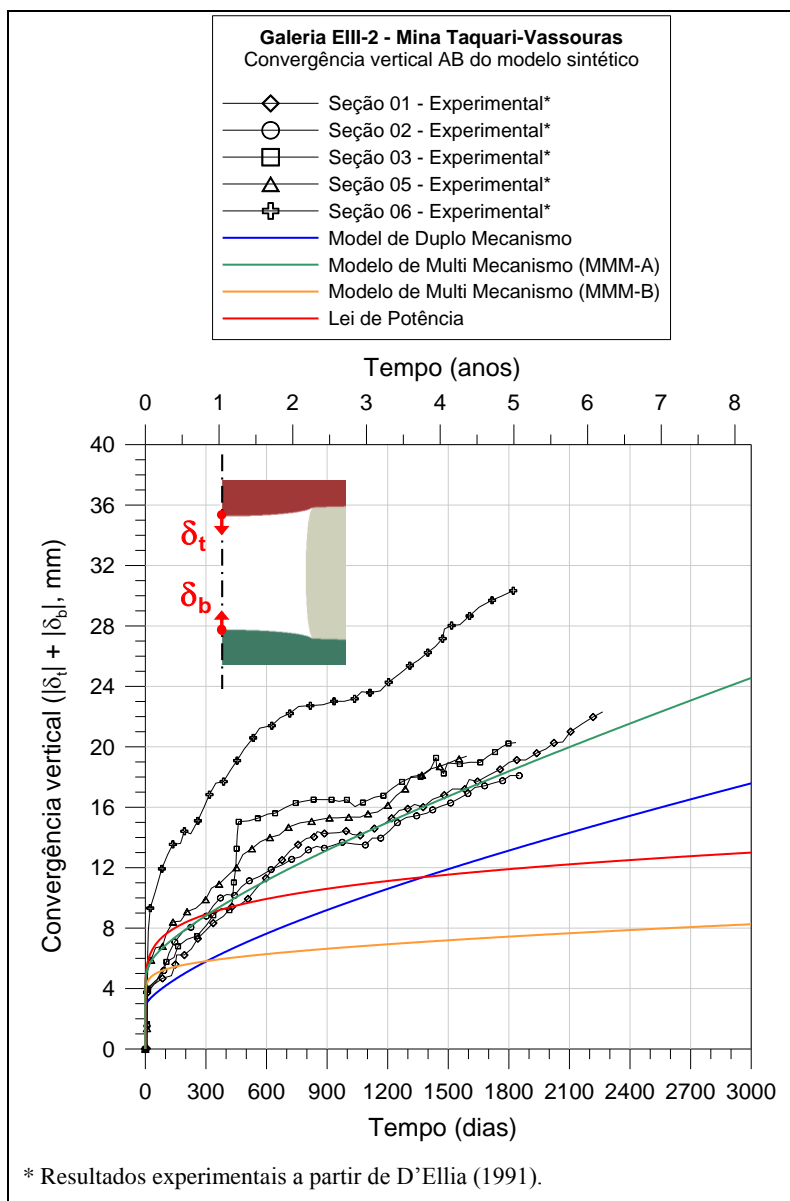 Galeria EIII-2 - Mina Taquari-Vassouras
Convergência vertical AB do modelo sintético
Seção 01 - Experimental*
Seção 02 - Experimental*
Seção 03 - Experimental*
Seção 05 - Experimental*
Seção 06 - Experimental*
Model de Duplo Mecanismo
Modelo de Multi Mecanismo (MMM-A)
Modelo de Multi Mecanismo (MMM-B)
Lei de Potência
Tempo (anos)
0 1 2 3 4 5 6 7 8
40
36
32
28
24
20
16
12
8
4
0
Convergência vertical (|δt| + |δb|, mm)
δt
δb
0 300 600 900 1200 1500 1800 2100 2400 2700 3000
Tempo (dias)
* Resultados experimentais a partir de D'Ellia (1991).